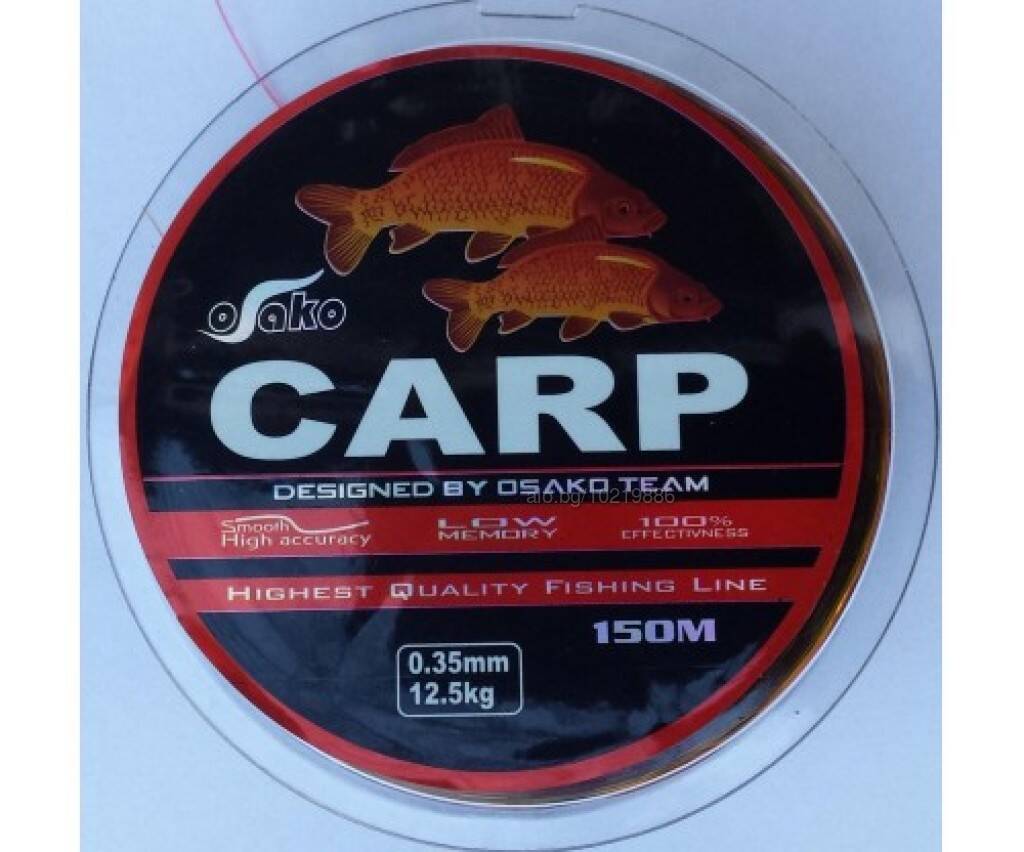 osako
CARP
DESIGNED BY OSAKO TEAM
alo.bg/10219886
Smooth
High accuracy
LOW
MEMORY
100%
EFFECTIVNESS
HIGHEST QUALITY FISHING LINE
150M
0.35mm
12.5kg